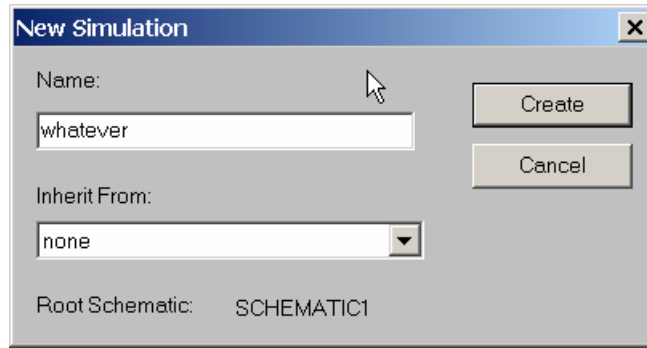 New Simulation
Name:
Create
whatever
Cancel
Inherit From:
none
Root Schematic: SCHEMATIC1